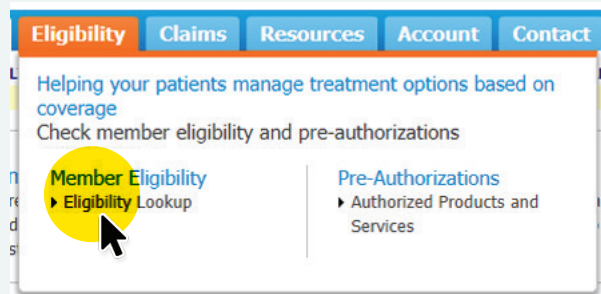 Eligibility Claims Resources Account Contact
Helping your patients manage treatment options based on
coverage
Check member eligibility and pre-authorizations
Member Eligibility
Eligibility Lookup
Pre-Authorizations
Authorized Products and
Services